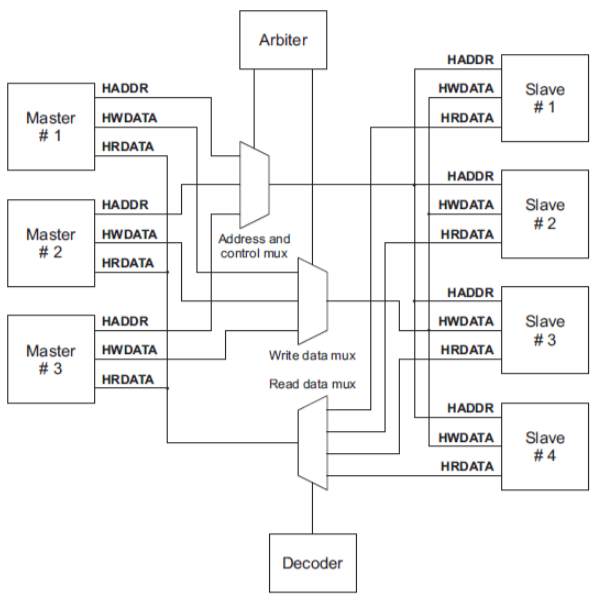 Arbiter
Master
# 1
HADDR
HWDATA
HRDATA
Master
# 2
HADDR
HWDATA
HRDATA
Master
# 3
HADDR
HWDATA
HRDATA
Address and
control mux
Write data mux
Read data mux
HADDR
HWDATA
HRDATA
Slave
# 1
HADDR
HWDATA
HRDATA
Slave
# 2
HADDR
HWDATA
HRDATA
Slave
# 3
HADDR
HWDATA
HRDATA
Slave
# 4
Decoder